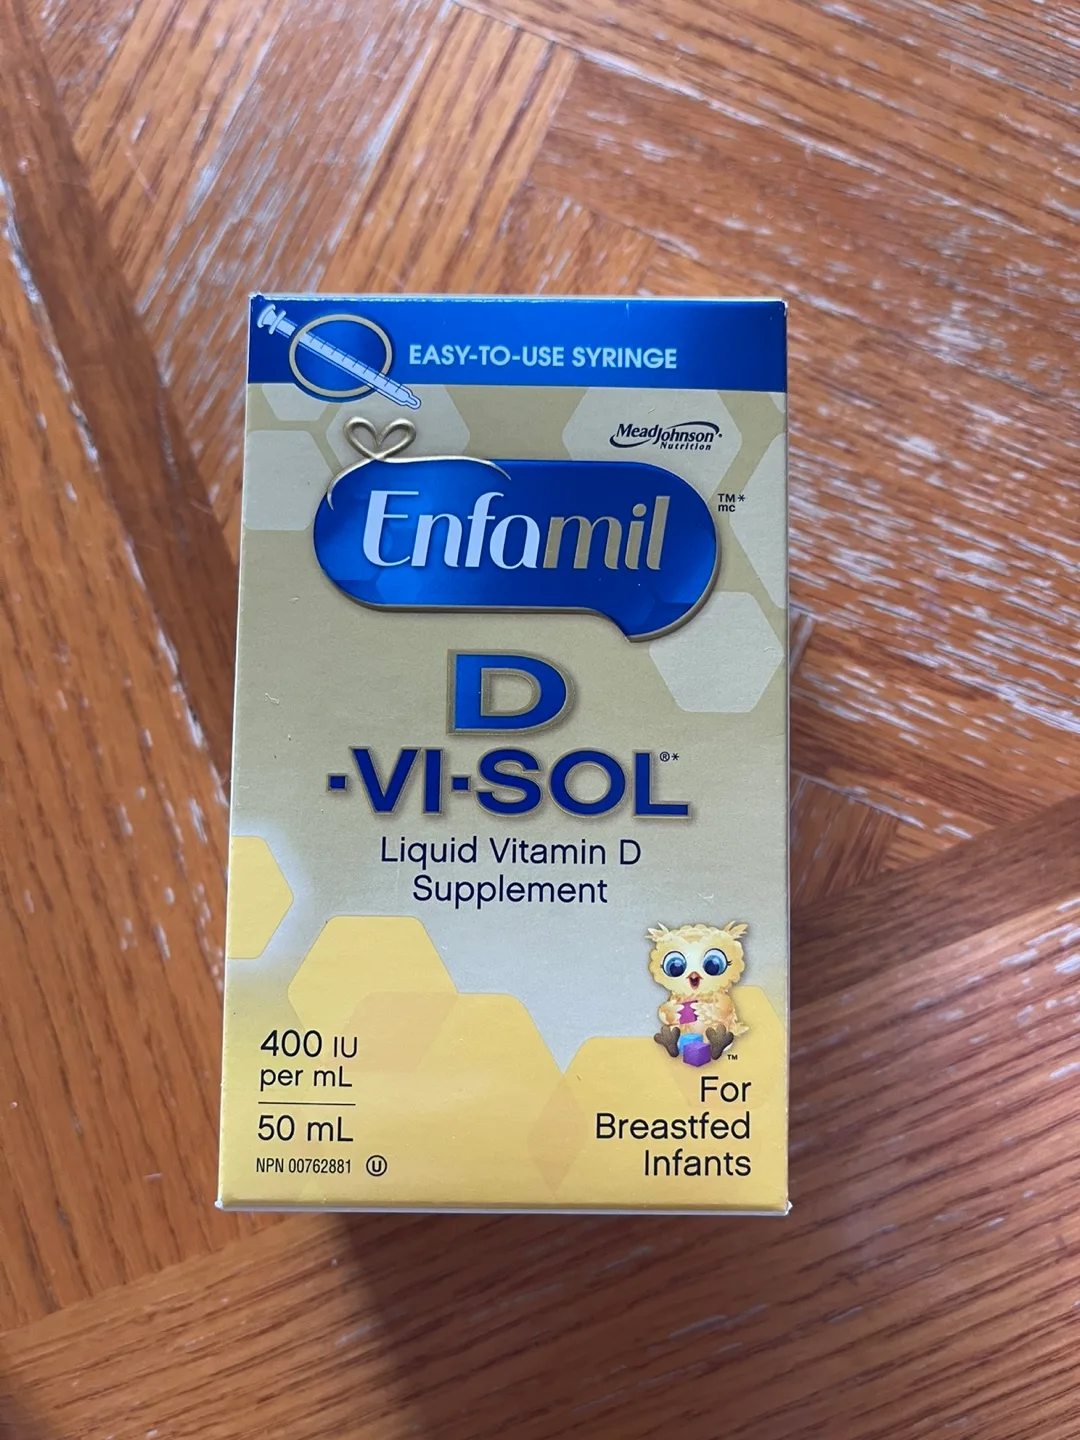 EASY-TO-USE SYRINGE
MeadJohnson
Nutrition
Enfamil
TM*
mc
D
·VI·SOL®*
Liquid Vitamin D
Supplement
400 IU
per mL
50 mL
NPN 00762881 Ⓤ
TM
For
Breastfed
Infants